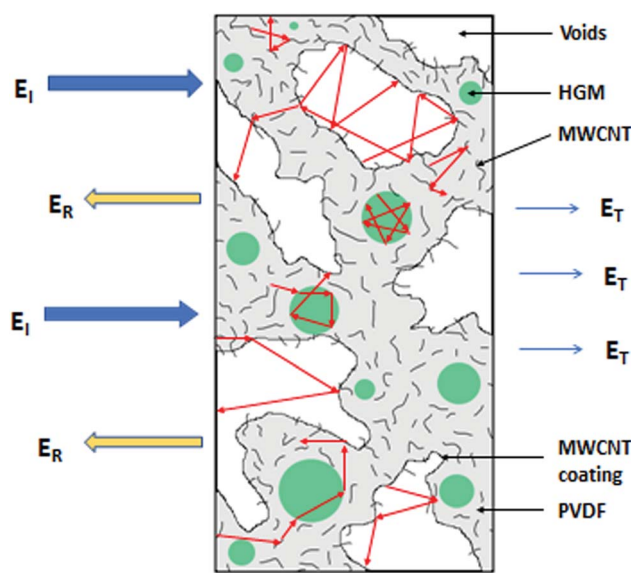 Voids
E_I
HGM
MWCNT
E_R
E_T
E_T
E_I
E_T
E_R
MWCNT
coating
PVDF